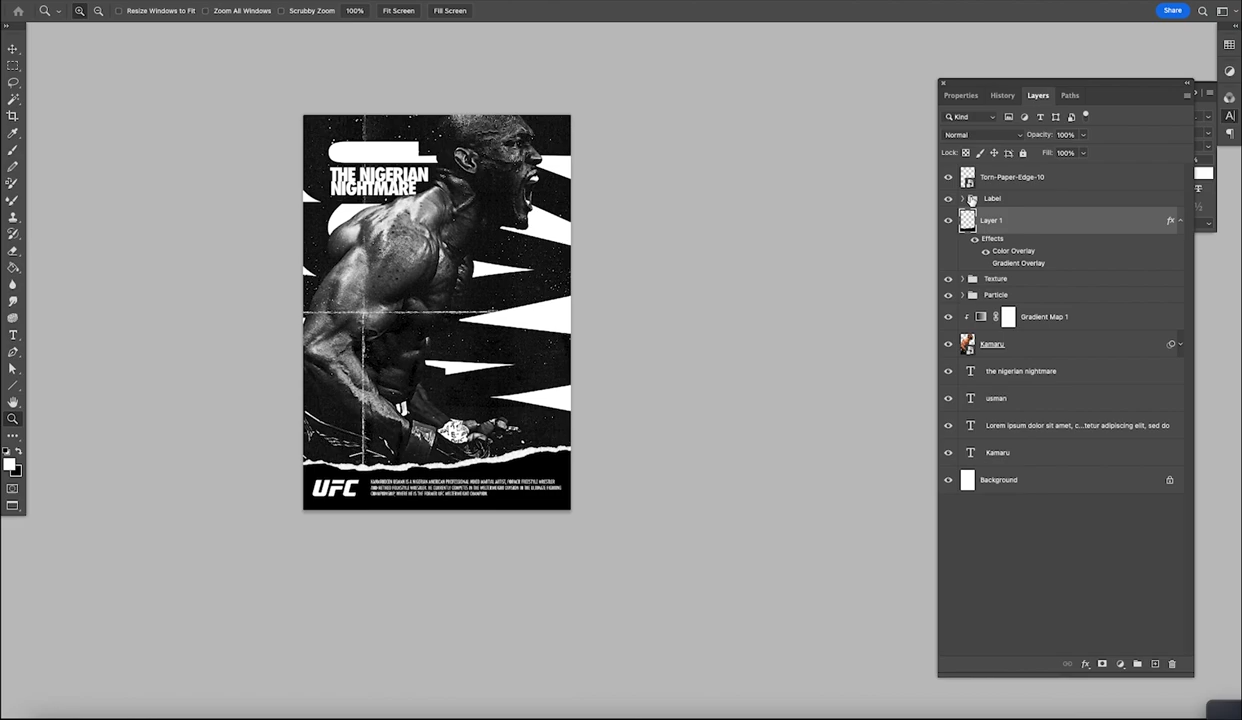 Resize Windows to Fit
Zoom All Windows
Scrubby Zoom
100%
Fit Screen
Fill Screen
Share
Properties
History
Layers
Paths
Kind
Normal
Opacity: 100%
Lock:
Fill: 100%
Torn-Paper-Edge-10
Label
Layer 1
fx
Effects
Color Overlay
Gradient Overlay
Texture
Particle
Gradient Map 1
Kamaru
the nigerian nightmare
usman
Lorem ipsum dolor sit amet, c...tetur adipiscing elit, sed do
Kamaru
Background
THE NIGERIAN
NIGHTMARE
UFC